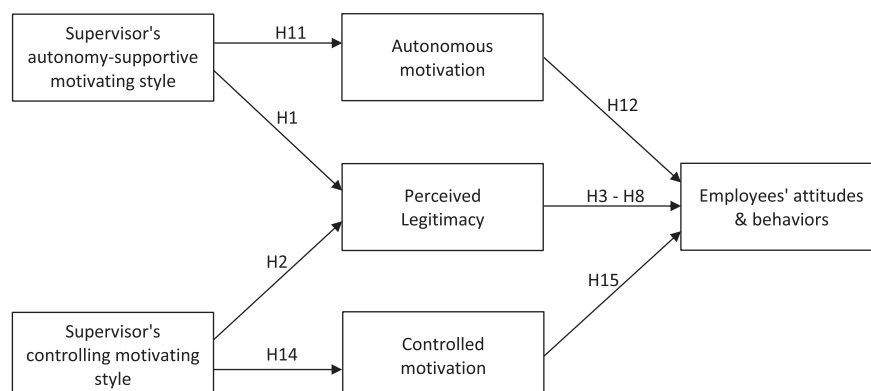 Supervisor's
autonomy-supportive
motivating style
H11
Autonomous
motivation
H1
H12
Perceived
Legitimacy
H3 - H8
Employees' attitudes
& behaviors
H2
H15
Supervisor's
controlling motivating
style
H14
Controlled
motivation